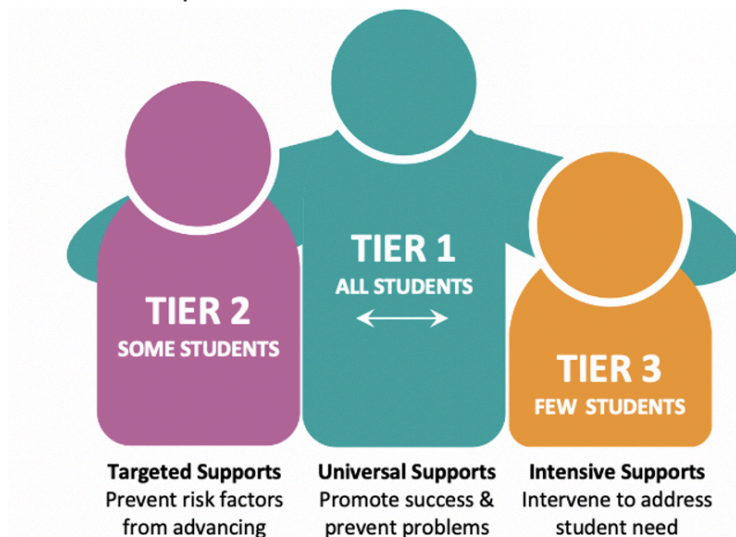 TIER 1
ALL STUDENTS
TIER 2
SOME STUDENTS
TIER 3
FEW STUDENTS
Targeted Supports
Prevent risk factors
from advancing
Universal Supports
Promote success &
prevent problems
Intensive Supports
Intervene to address
student need